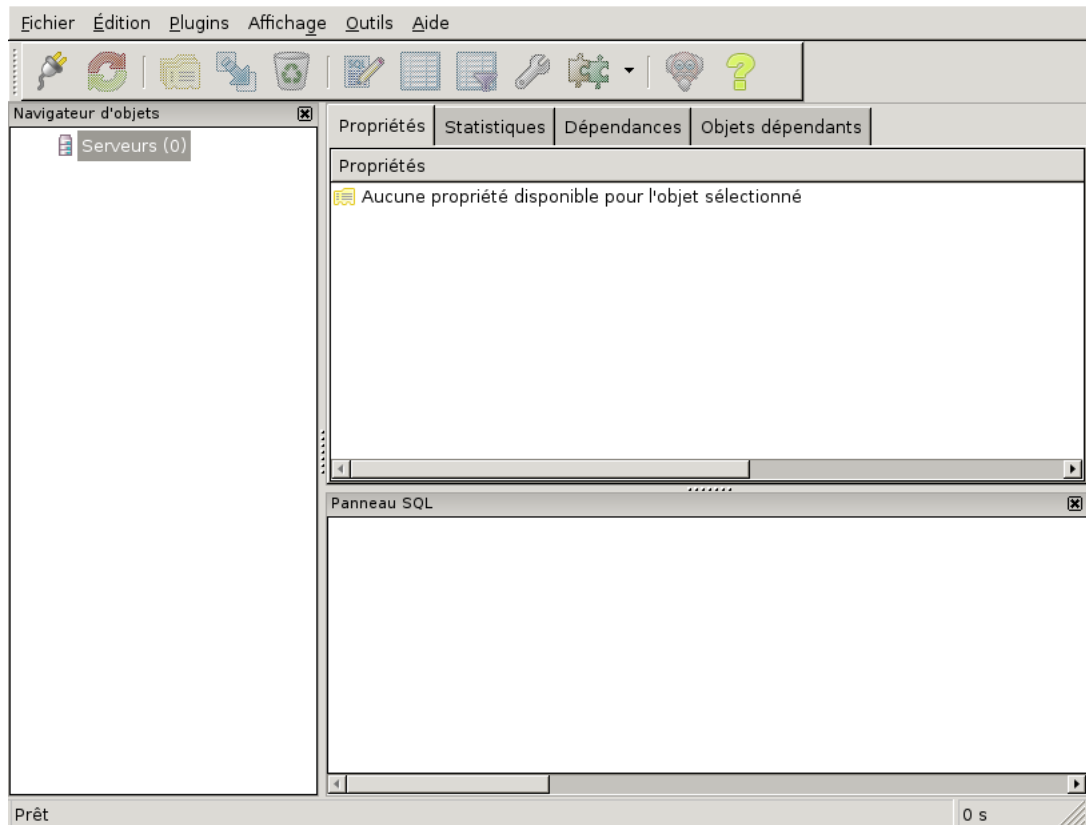 Fichier Édition Plugins Affichage Outils Aide
SQL
Navigateur d'objets
Serveurs (0)
Propriétés Statistiques Dépendances Objets dépendants
Propriétés
Aucune propriété disponible pour l'objet sélectionné
Panneau SQL
Prêt
0 s